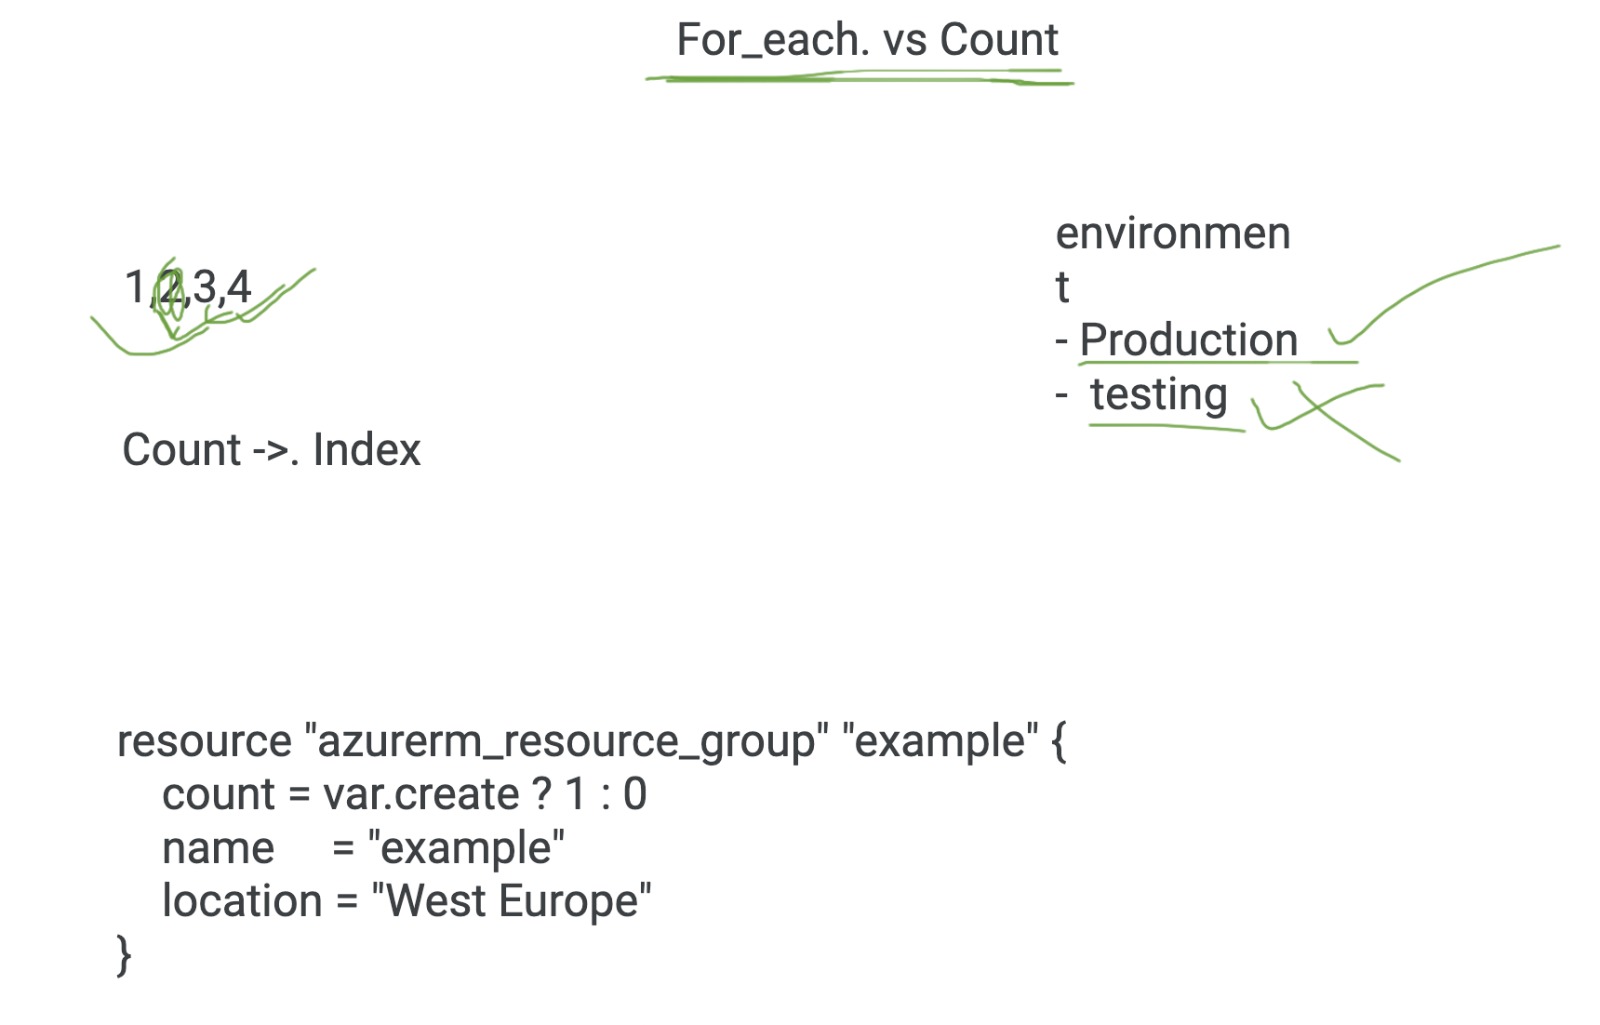 For_each. vs Count
1,2,3,4
Count ->. Index
environmen
t
- Production
- testing
resource "azurerm_resource_group" "example" {
count = var.create ? 1 : 0
name = "example"
location = "West Europe"
}